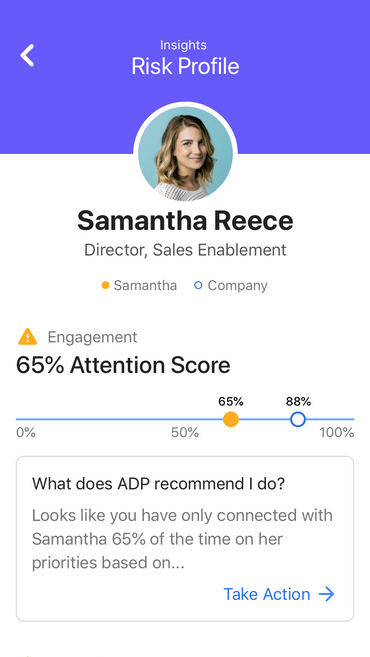 Insights
Risk Profile
Samantha Reece
Director, Sales Enablement
Samantha Company
Engagement
65% Attention Score
65% 88%
0% 50% 100%
What does ADP recommend I do?
Looks like you have only connected with
Samantha 65% of the time on her
priorities based on...
Take Action